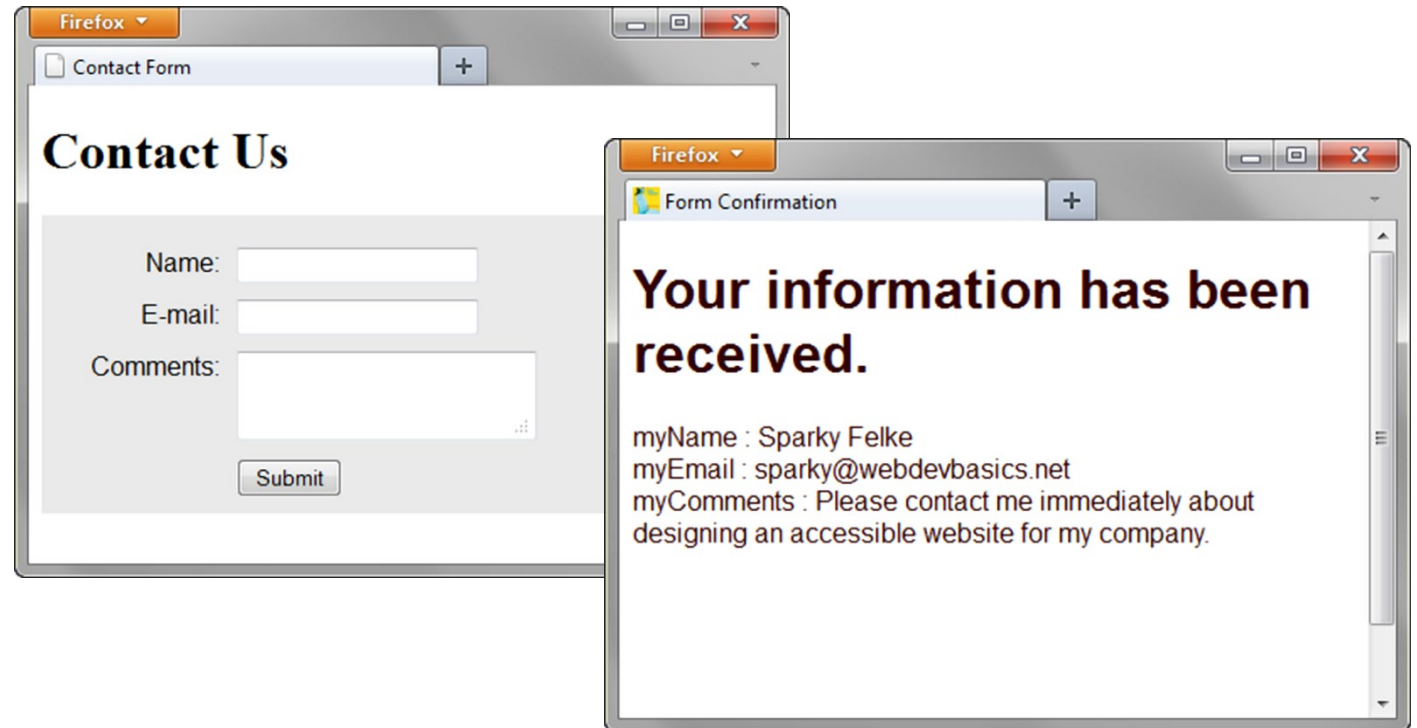 Firefox
Contact Form
Contact Us
Name:
E-mail:
Comments:
Submit
Firefox
Form Confirmation
Your information has been
received.
myName : Sparky Felke
myEmail : sparky@webdevbasics.net
myComments : Please contact me immediately about
designing an accessible website for my company.